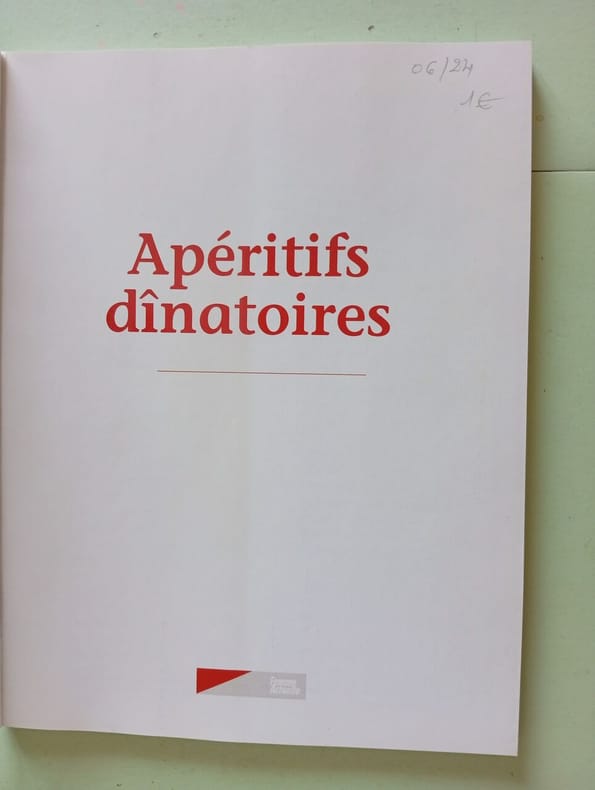 06/24
1€
Apéritifs
dînatoires
Femme
Actuelle